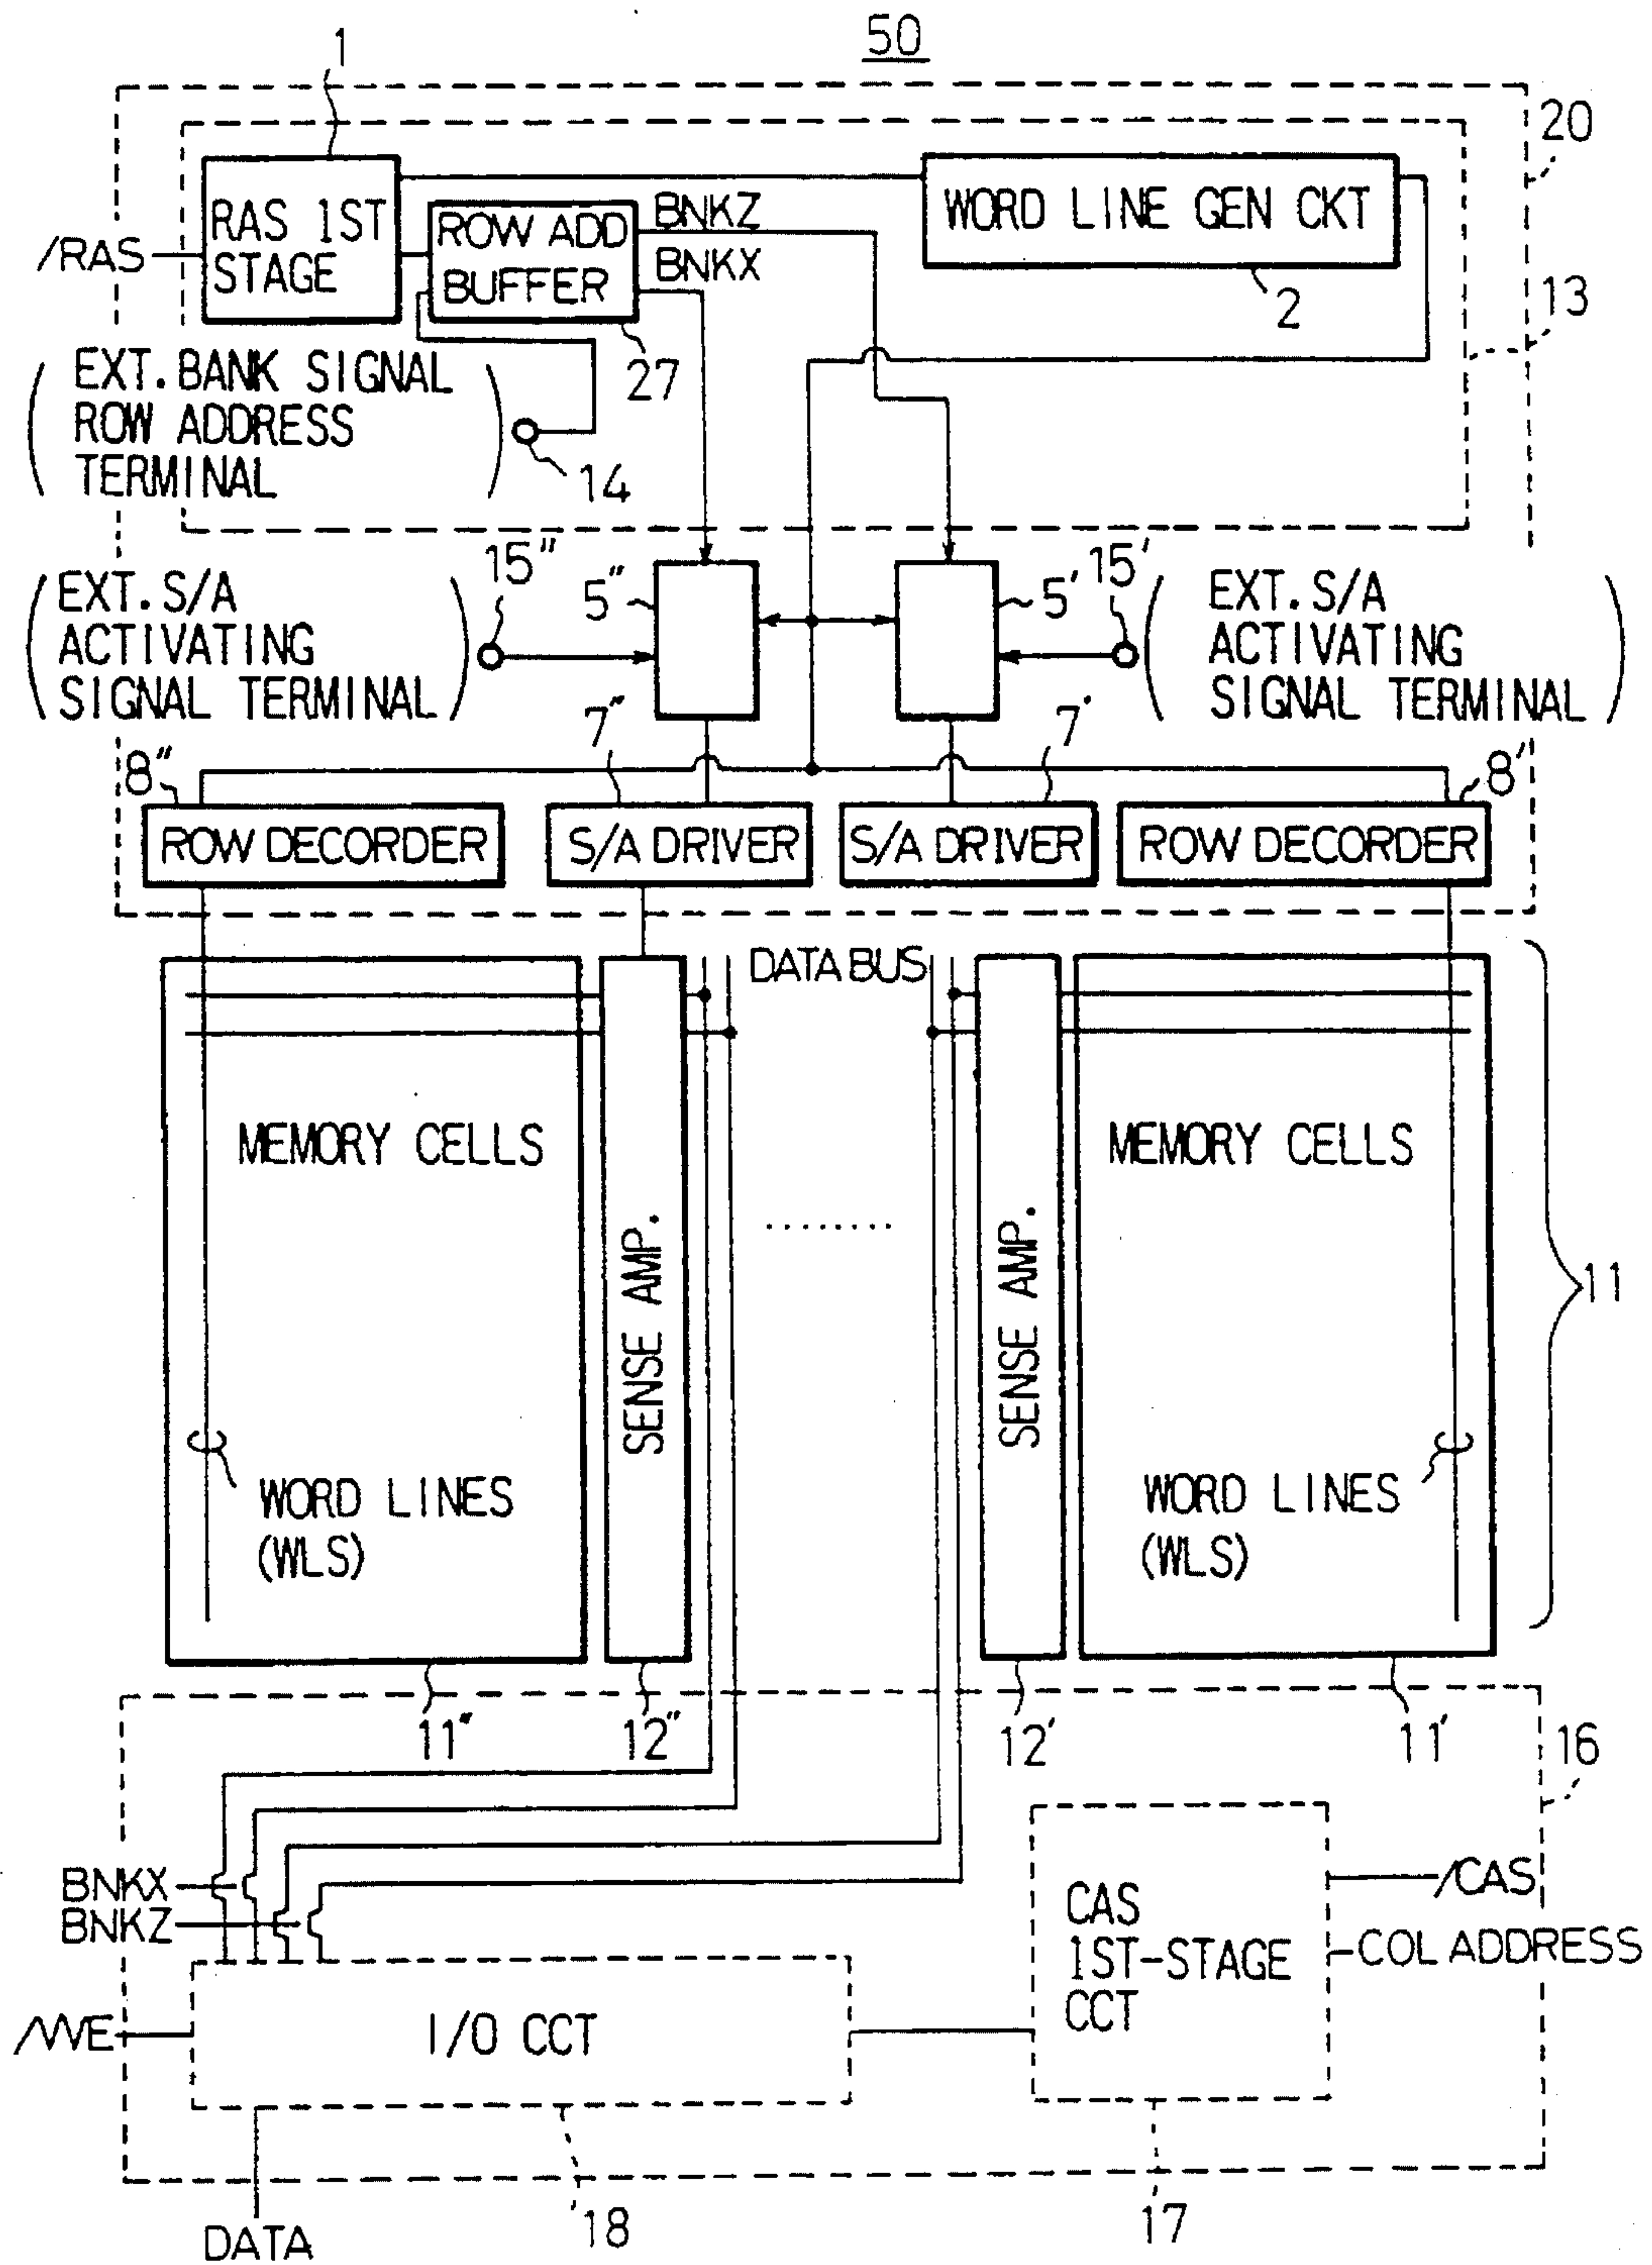 50
1
20
RAS 1ST
STAGE
ROW ADD
BUFFER
BNKZ
BNKX
WORD LINE GEN CKT
/RAS
2
13
27
EXT. BANK SIGNAL
ROW ADDRESS
TERMINAL
14
15"
5"
5'
15'
(EXT. S/A
ACTIVATING
SIGNAL TERMINAL)
(EXT. S/A
ACTIVATING
SIGNAL TERMINAL)
7"
7'
8"
8'
ROW DECORDER
S/A DRIVER
S/A DRIVER
ROW DECORDER
DATA BUS
MEMORY CELLS
MEMORY CELLS
.........
SENSE AMP.
SENSE AMP.
11
WORD LINES
(WLS)
WORD LINES
(WLS)
11"
12"
12'
11'
16
BNKX
BNKZ
CAS
1ST-STAGE
CCT
/CAS
COL ADDRESS
/WE
I/O CCT
18
17
DATA